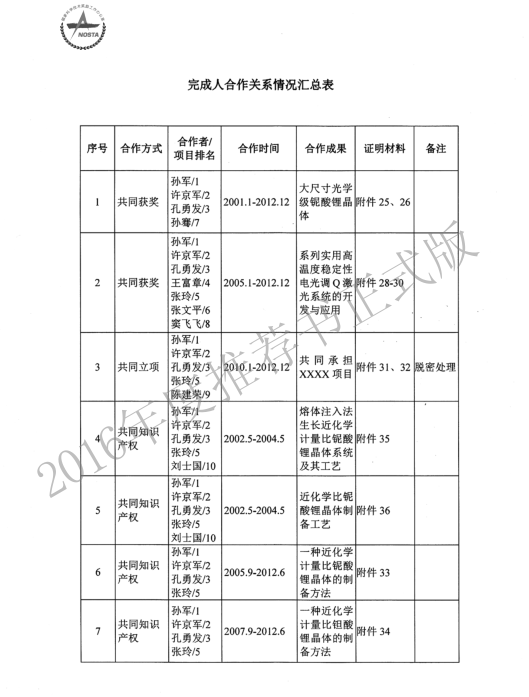 NOSTA
完成人合作关系情况汇总表
序号 合作方式 合作者/项目排名 合作时间 合作成果 证明材料 备注
1 共同获奖 孙军/1 许京军/2 孔勇发/3 孙骞/7 2001.1-2012.12 大尺寸光学级铌酸锂晶体 附件 25、26
2 共同获奖 孙军/1 许京军/2 孔勇发/3 王富章/4 张玲/5 张文平/6 窦飞飞/8 2005.1-2012.12 系列实用高温度稳定性电光调 Q 激光系统的开发与应用 附件 28-30
3 共同立项 孙军/1 许京军/2 孔勇发/3 张玲/5 陈建荣/9 2010.1-2012.12 共同承担 XXXX 项目 附件 31、32 脱密处理
4 共同知识产权 孙军/1 许京军/2 孔勇发/3 张玲/5 刘士国/10 2002.5-2004.5 熔体注入法生长近化学计量比铌酸锂晶体系统及其工艺 附件 35
5 共同知识产权 孙军/1 许京军/2 孔勇发/3 张玲/5 刘士国/10 2002.5-2004.5 近化学比铌酸锂晶体制备工艺 附件 36
6 共同知识产权 孙军/1 许京军/2 孔勇发/3 张玲/5 2005.9-2012.6 一种近化学计量比铌酸锂晶体的制备方法 附件 33
7 共同知识产权 孙军/1 许京军/2 孔勇发/3 张玲/5 2007.9-2012.6 一种近化学计量比钽酸锂晶体的制备方法 附件 34
2016年度推荐书正式版